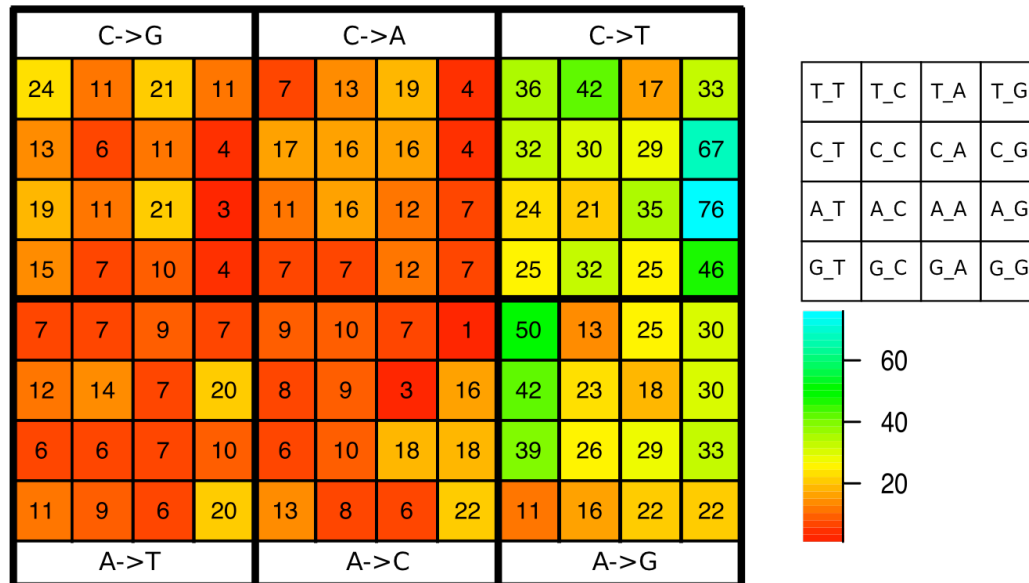 C->G C->A C->T
24 11 21 11 7 13 19 4 36 42 17 33
13 6 11 4 17 16 16 4 32 30 29 67
19 11 21 3 11 16 12 7 24 21 35 76
15 7 10 4 7 7 12 7 25 32 25 46
7 7 9 7 9 10 7 1 50 13 25 30
12 14 7 20 8 9 3 16 42 23 18 30
6 6 7 10 6 10 18 18 39 26 29 33
11 9 6 20 13 8 6 22 11 16 22 22
A->T A->C A->G
T_T T_C T_A T_G
C_T C_C C_A C_G
A_T A_C A_A A_G
G_T G_C G_A G_G
60
40
20